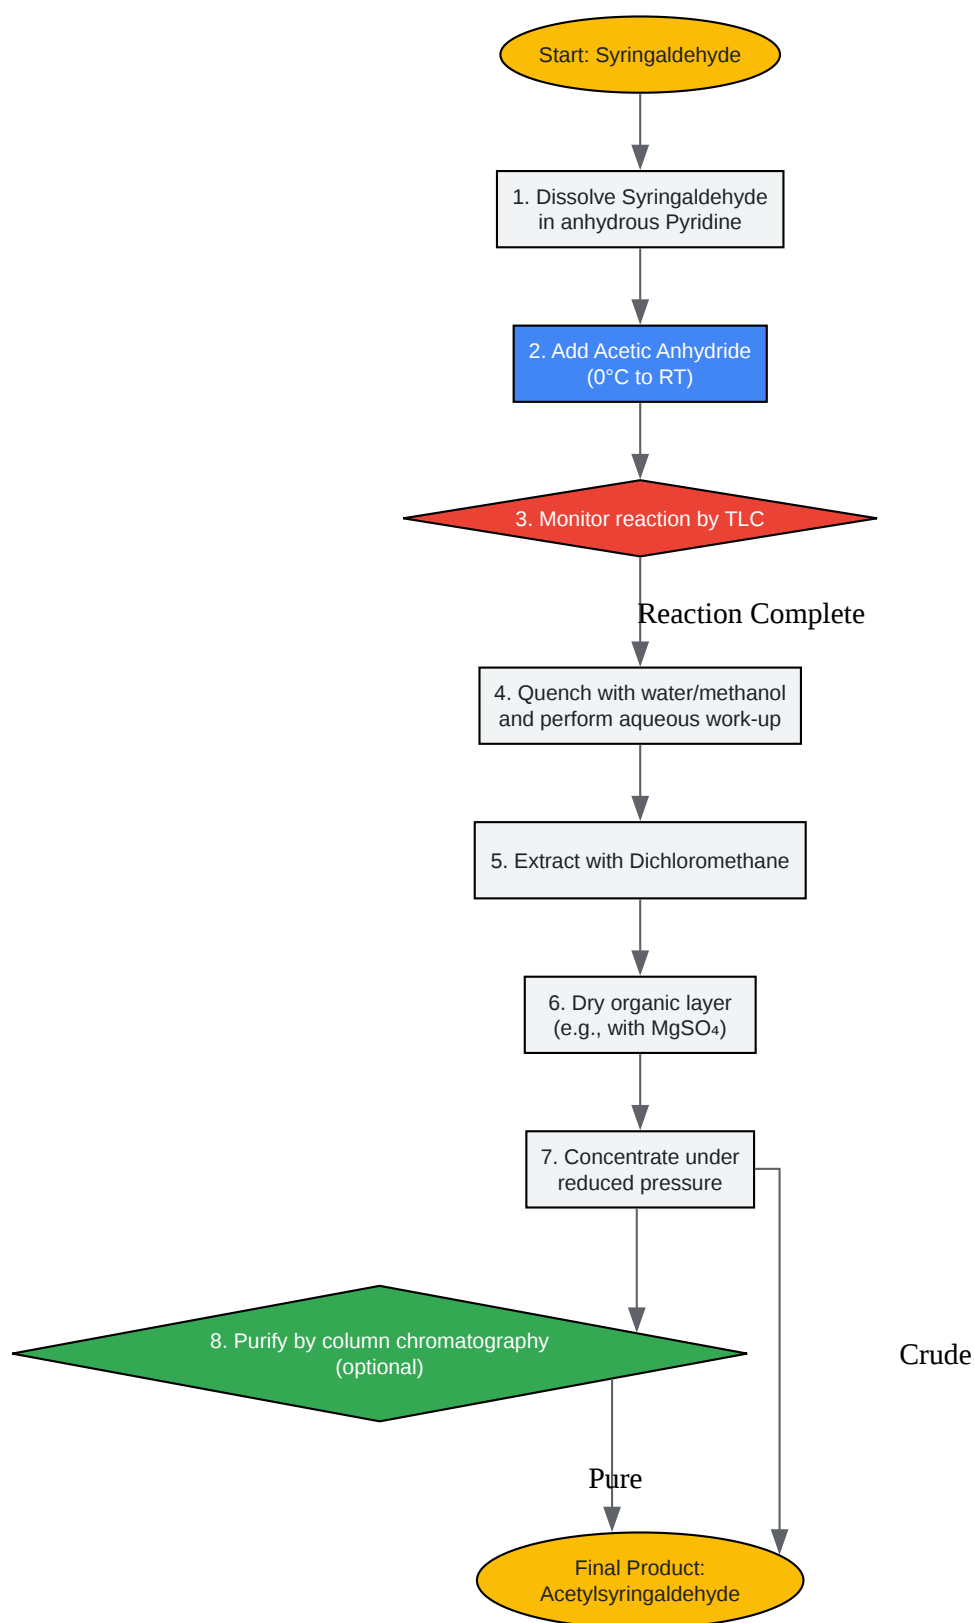 Start: Syringaldehyde
1. Dissolve Syringaldehyde
in anhydrous Pyridine
2. Add Acetic Anhydride
(0°C to RT)
3. Monitor reaction by TLC
Reaction Complete
4. Quench with water/methanol
and perform aqueous work-up
5. Extract with Dichloromethane
6. Dry organic layer
(e.g., with MgSO₄)
7. Concentrate under
reduced pressure
8. Purify by column chromatography
(optional)
Crude
Pure
Final Product:
Acetylsyringaldehyde